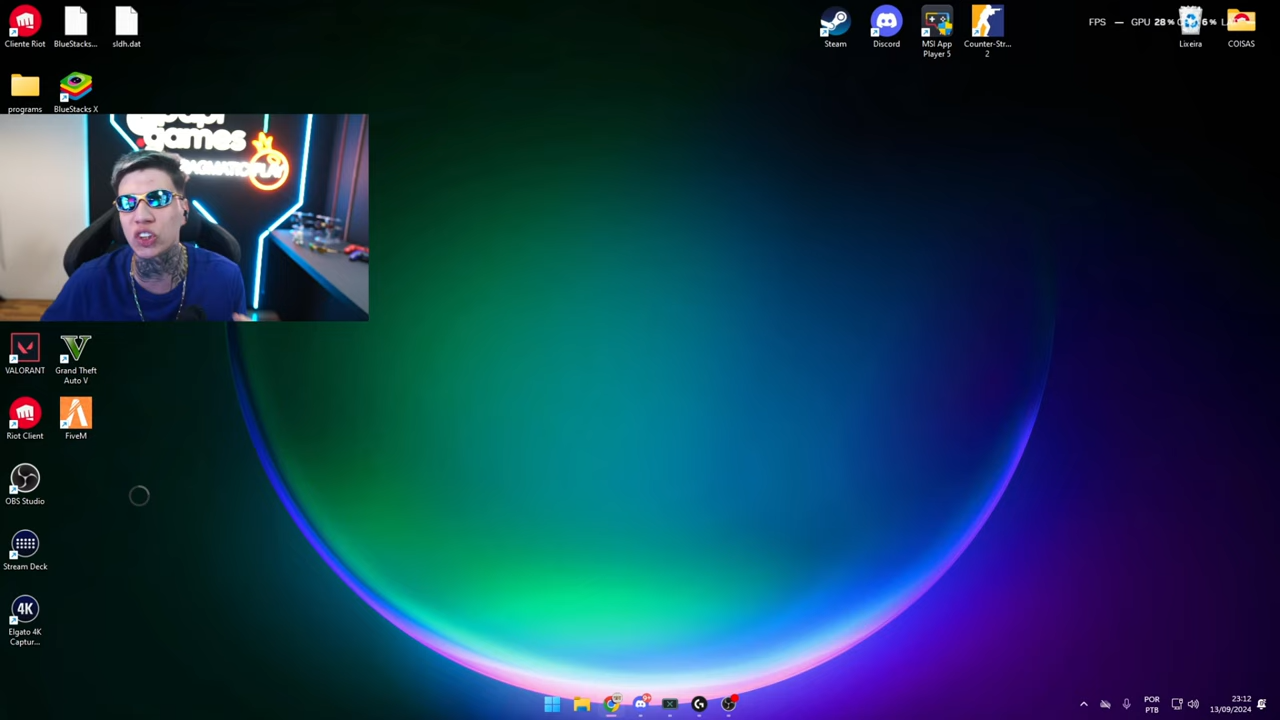 FPS — GPU 28 % 6 %
Cliente Riot
BlueStacks...
sldh.dat
Steam
Discord
MSI App
Player 5
Counter-Str...
2
Lixeira
COISAS
programs
BlueStacks X
games
VALORANT
Grand Theft
Auto V
Riot Client
FiveM
OBS Studio
Stream Deck
4K
Elgato 4K
Captur...
9+
POR
PTB
23:12
13/09/2024